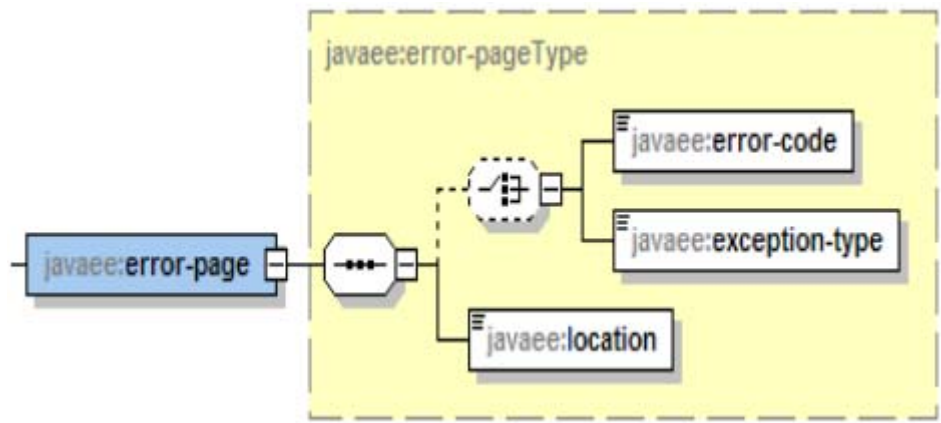 javaee:error-pageType
javaee:error-code
javaee:exception-type
javaee:error-page
javaee:location